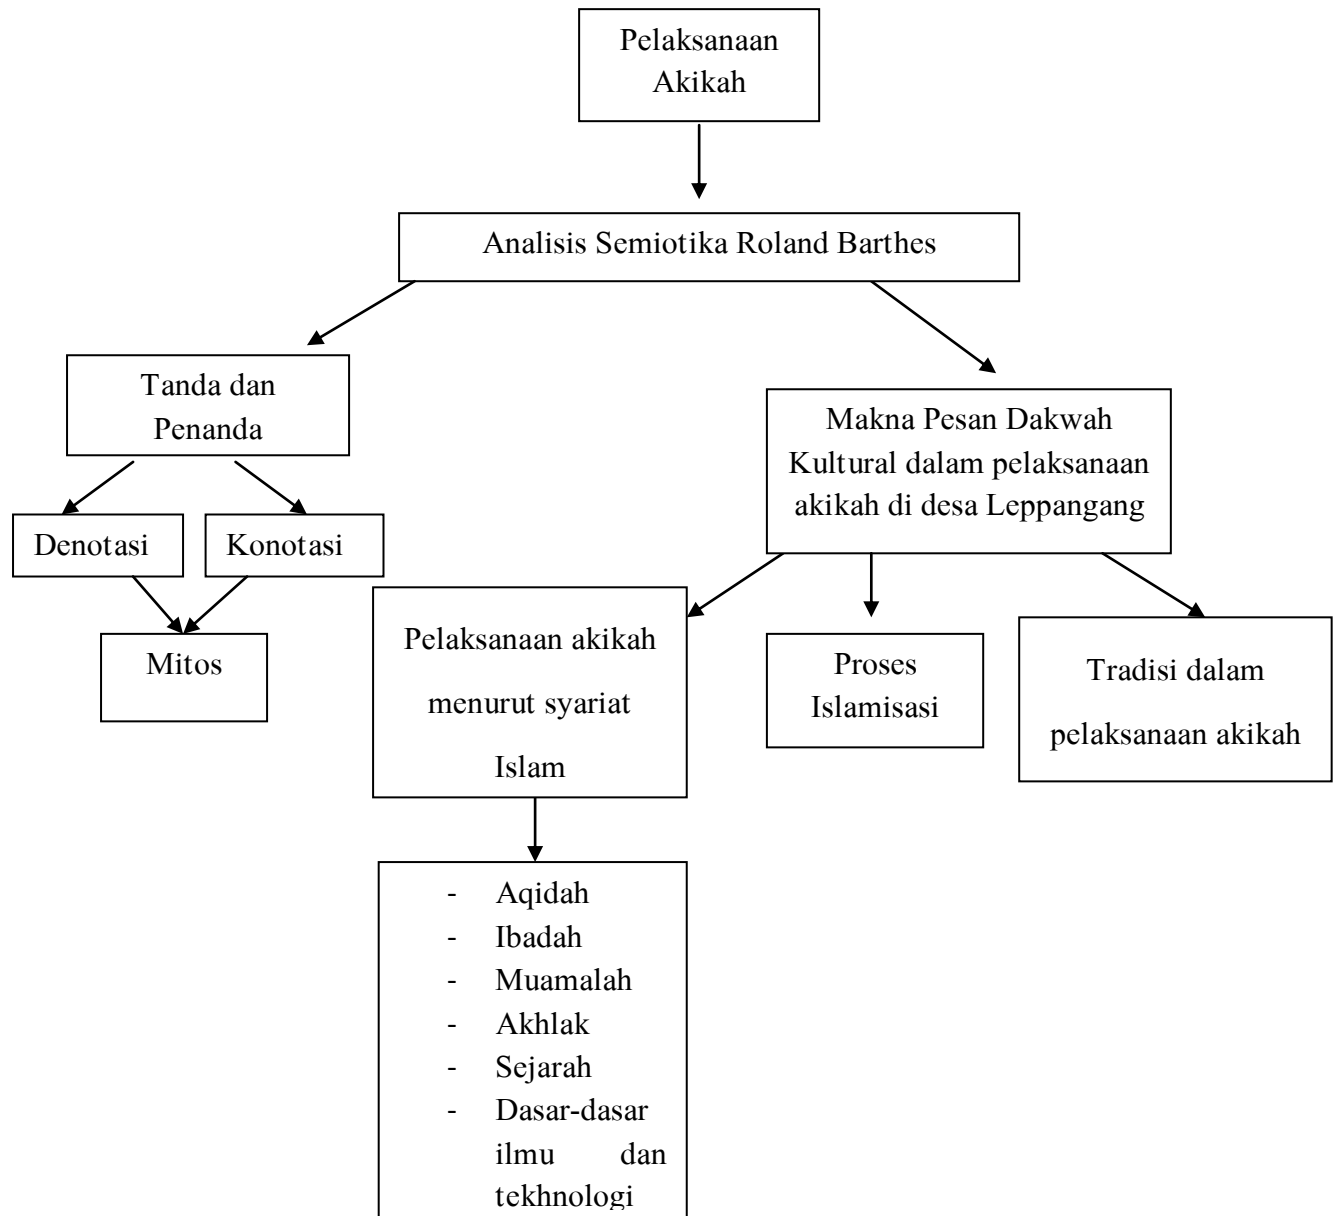 Pelaksanaan
Akikah
Analisis Semiotika Roland Barthes
Tanda dan
Penanda
Makna Pesan Dakwah
Kultural dalam pelaksanaan
akikah di desa Leppangang
Denotasi
Konotasi
Mitos
Pelaksanaan akikah
menurut syariat
Islam
Proses
Islamisasi
Tradisi dalam
pelaksanaan akikah
- Aqidah
- Ibadah
- Muamalah
- Akhlak
- Sejarah
- Dasar-dasar
ilmu dan
tekhnologi